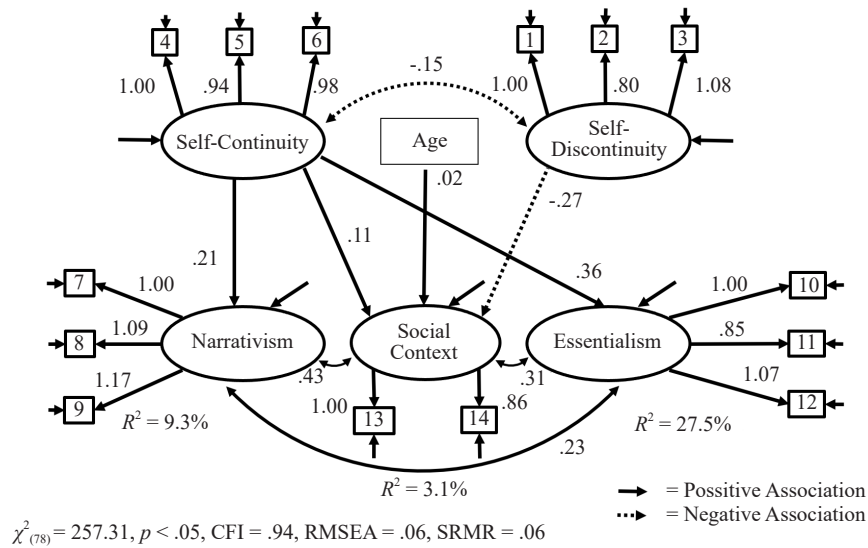 4 5 6 1 2 3
1.00 .94 .98 -.15 1.00 .80 1.08
Self-Continuity
Age
Self-
Discontinuity
.02
-.27
.11
.21 .36
7 1.00 1.00 10
8 1.09 Narrativism Social
Context Essentialism .85 11
1.17 .43 .31 1.07
9 12
1.00 13 14 .86
R² = 9.3% R² = 27.5%
.23
R² = 3.1%
= Possitive Association
= Negative Association
χ²(78) = 257.31, p < .05, CFI = .94, RMSEA = .06, SRMR = .06